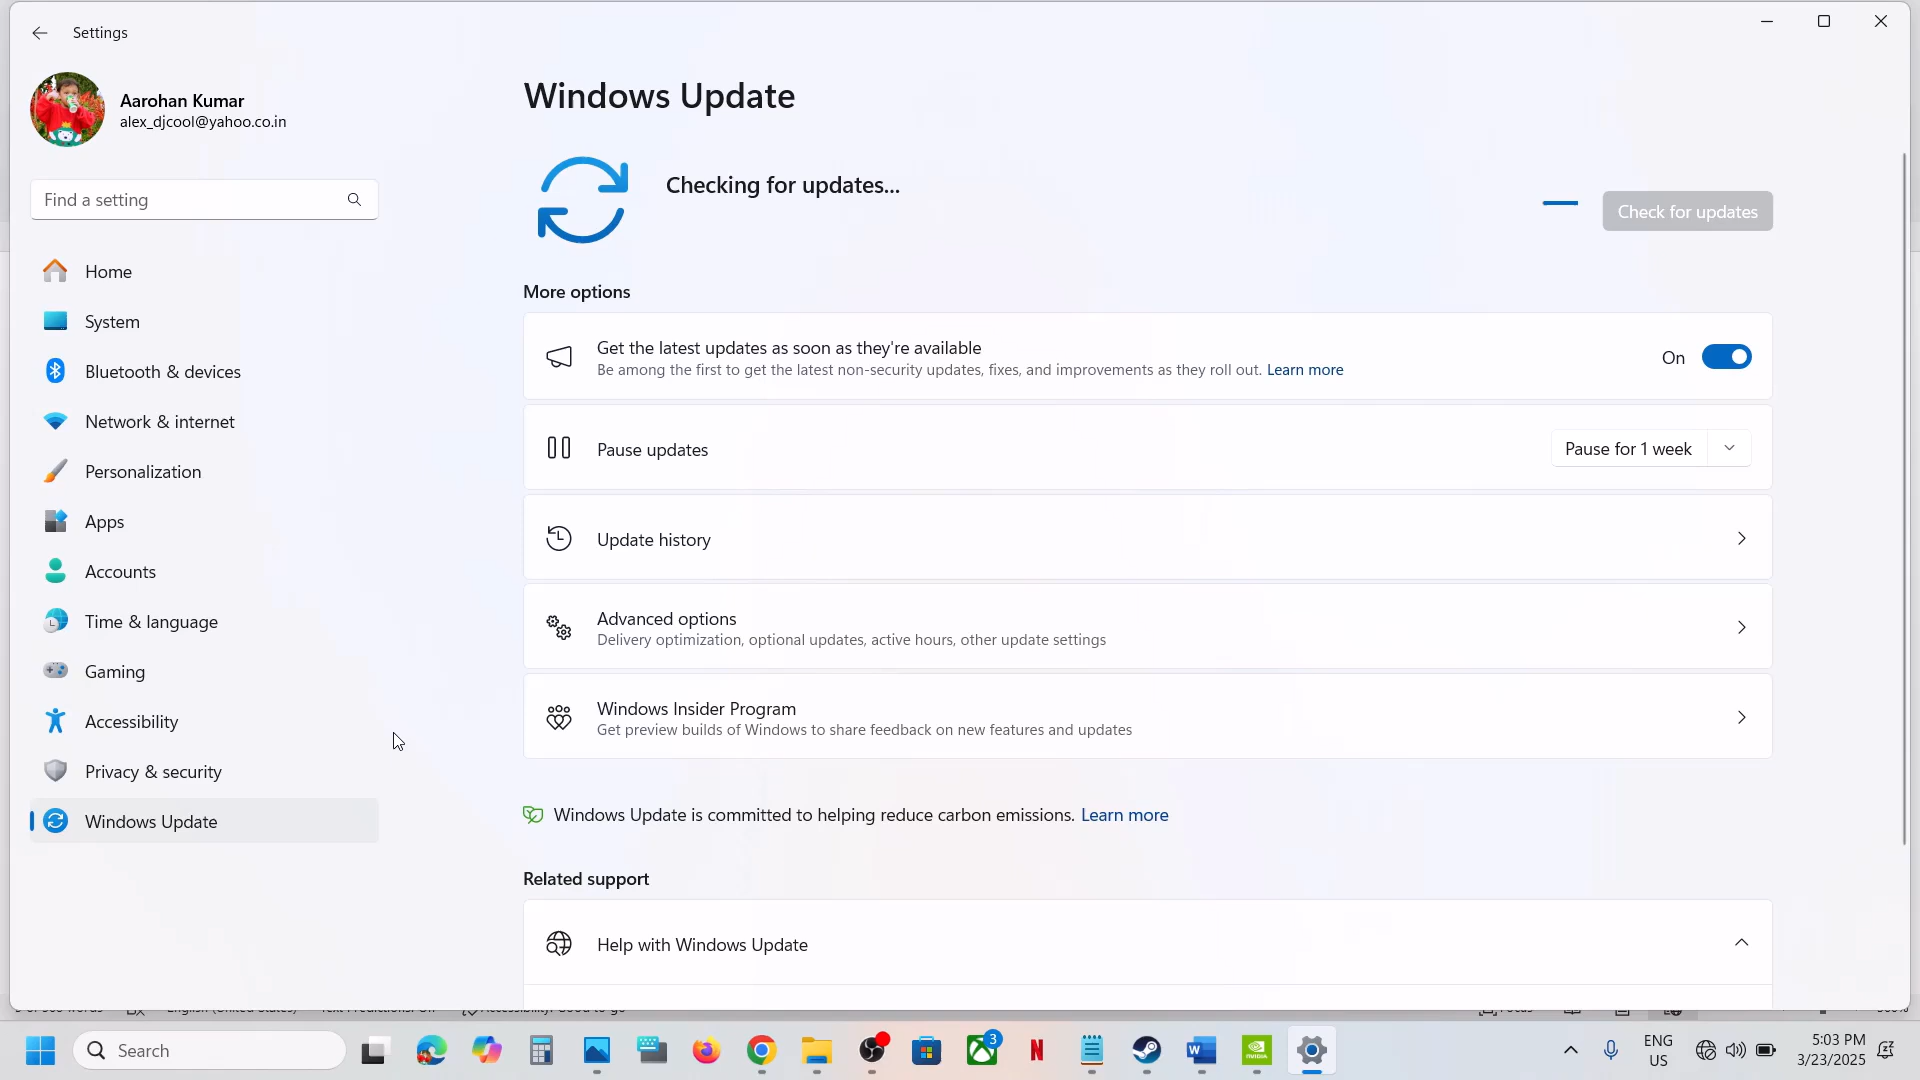 Settings
Aarohan Kumar
alex_djcool@yahoo.co.in
Find a setting
Home
System
Bluetooth & devices
Network & internet
Personalization
Apps
Accounts
Time & language
Gaming
Accessibility
Privacy & security
Windows Update
Windows Update
Checking for updates...
Check for updates
More options
Get the latest updates as soon as they're available
Be among the first to get the latest non-security updates, fixes, and improvements as they roll out. Learn more
On
Pause updates
Pause for 1 week
Update history
Advanced options
Delivery optimization, optional updates, active hours, other update settings
Windows Insider Program
Get preview builds of Windows to share feedback on new features and updates
Windows Update is committed to helping reduce carbon emissions. Learn more
Related support
Help with Windows Update
Search
3
ENG
US
5:03 PM
3/23/2025